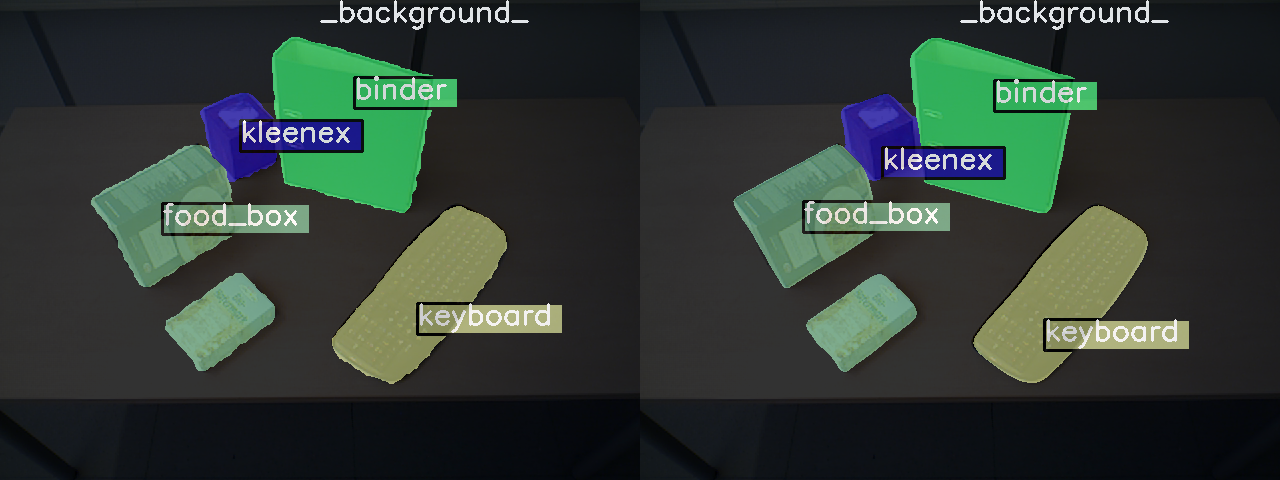 _background_
binder
kleenex
food_box
keyboard
_background_
binder
kleenex
food_box
keyboard